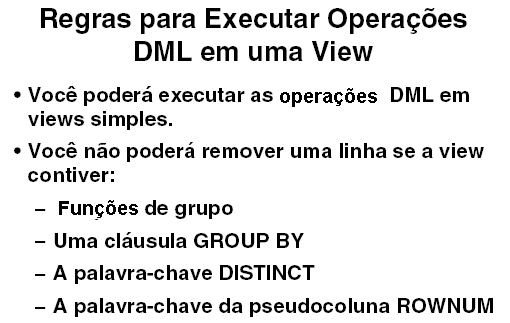 Regras para Executar Operações
DML em uma View
• Você poderá executar as operações DML em
views simples.
• Você não poderá remover uma linha se a view
contiver:
– Funções de grupo
– Uma cláusula GROUP BY
– A palavra-chave DISTINCT
– A palavra-chave da pseudocoluna ROWNUM